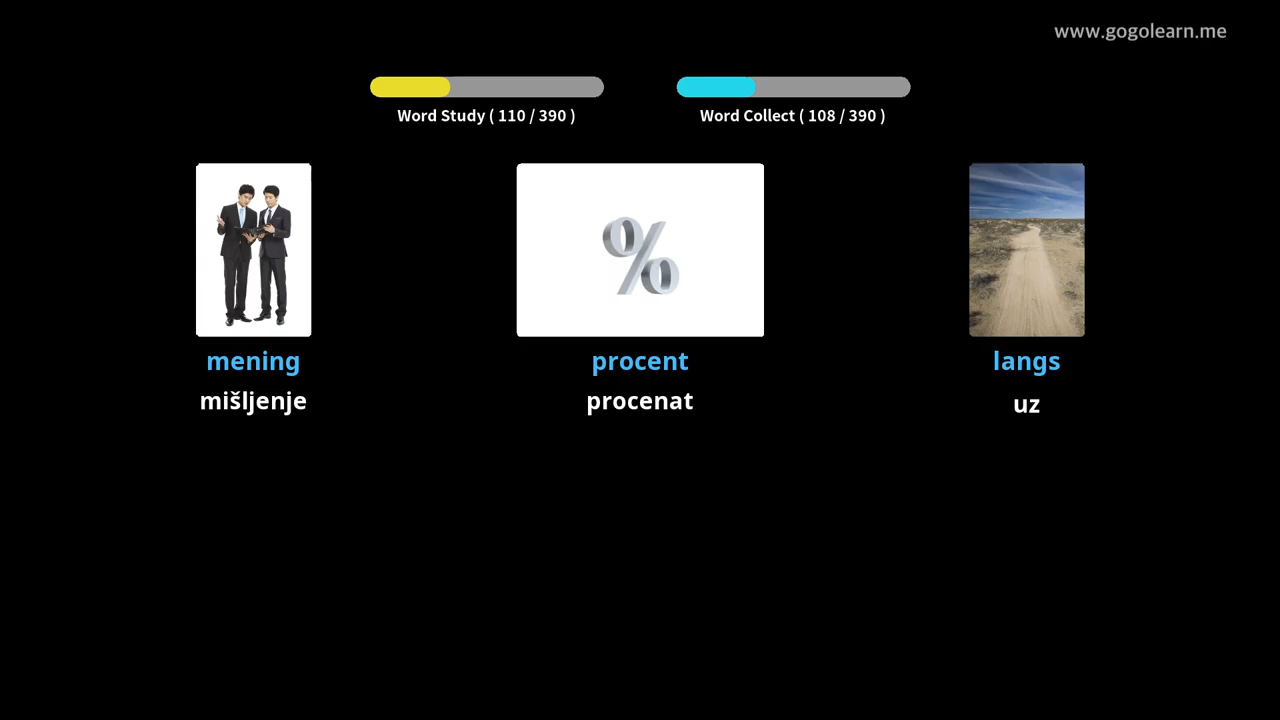 www.gogolearn.me
Word Study ( 110 / 390 )
Word Collect ( 108 / 390 )
%
mening
procent
langs
mišljenje
procenat
uz